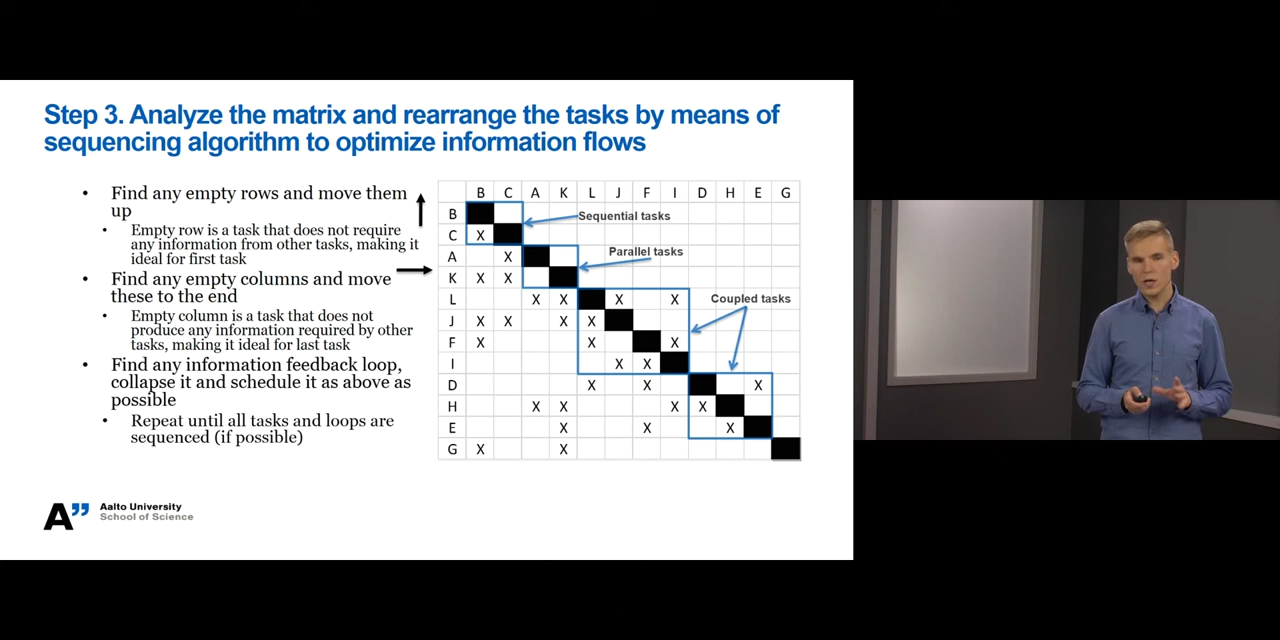 Step 3. Analyze the matrix and rearrange the tasks by means of
sequencing algorithm to optimize information flows
• Find any empty rows and move them
up
• Empty row is a task that does not require
any information from other tasks, making it
ideal for first task
• Find any empty columns and move
these to the end
• Empty column is a task that does not
produce any information required by other
tasks, making it ideal for last task
• Find any information feedback loop,
collapse it and schedule it as above as
possible
• Repeat until all tasks and loops are
sequenced (if possible)
B C A K L J F I D H E G
B
Sequential tasks
C X
Parallel tasks
A X
K X X
L X X X X
Coupled tasks
J X X X X
F X X X
I X X
D X X X
H X X X X
E X X X
G X X
A”
Aalto University
School of Science